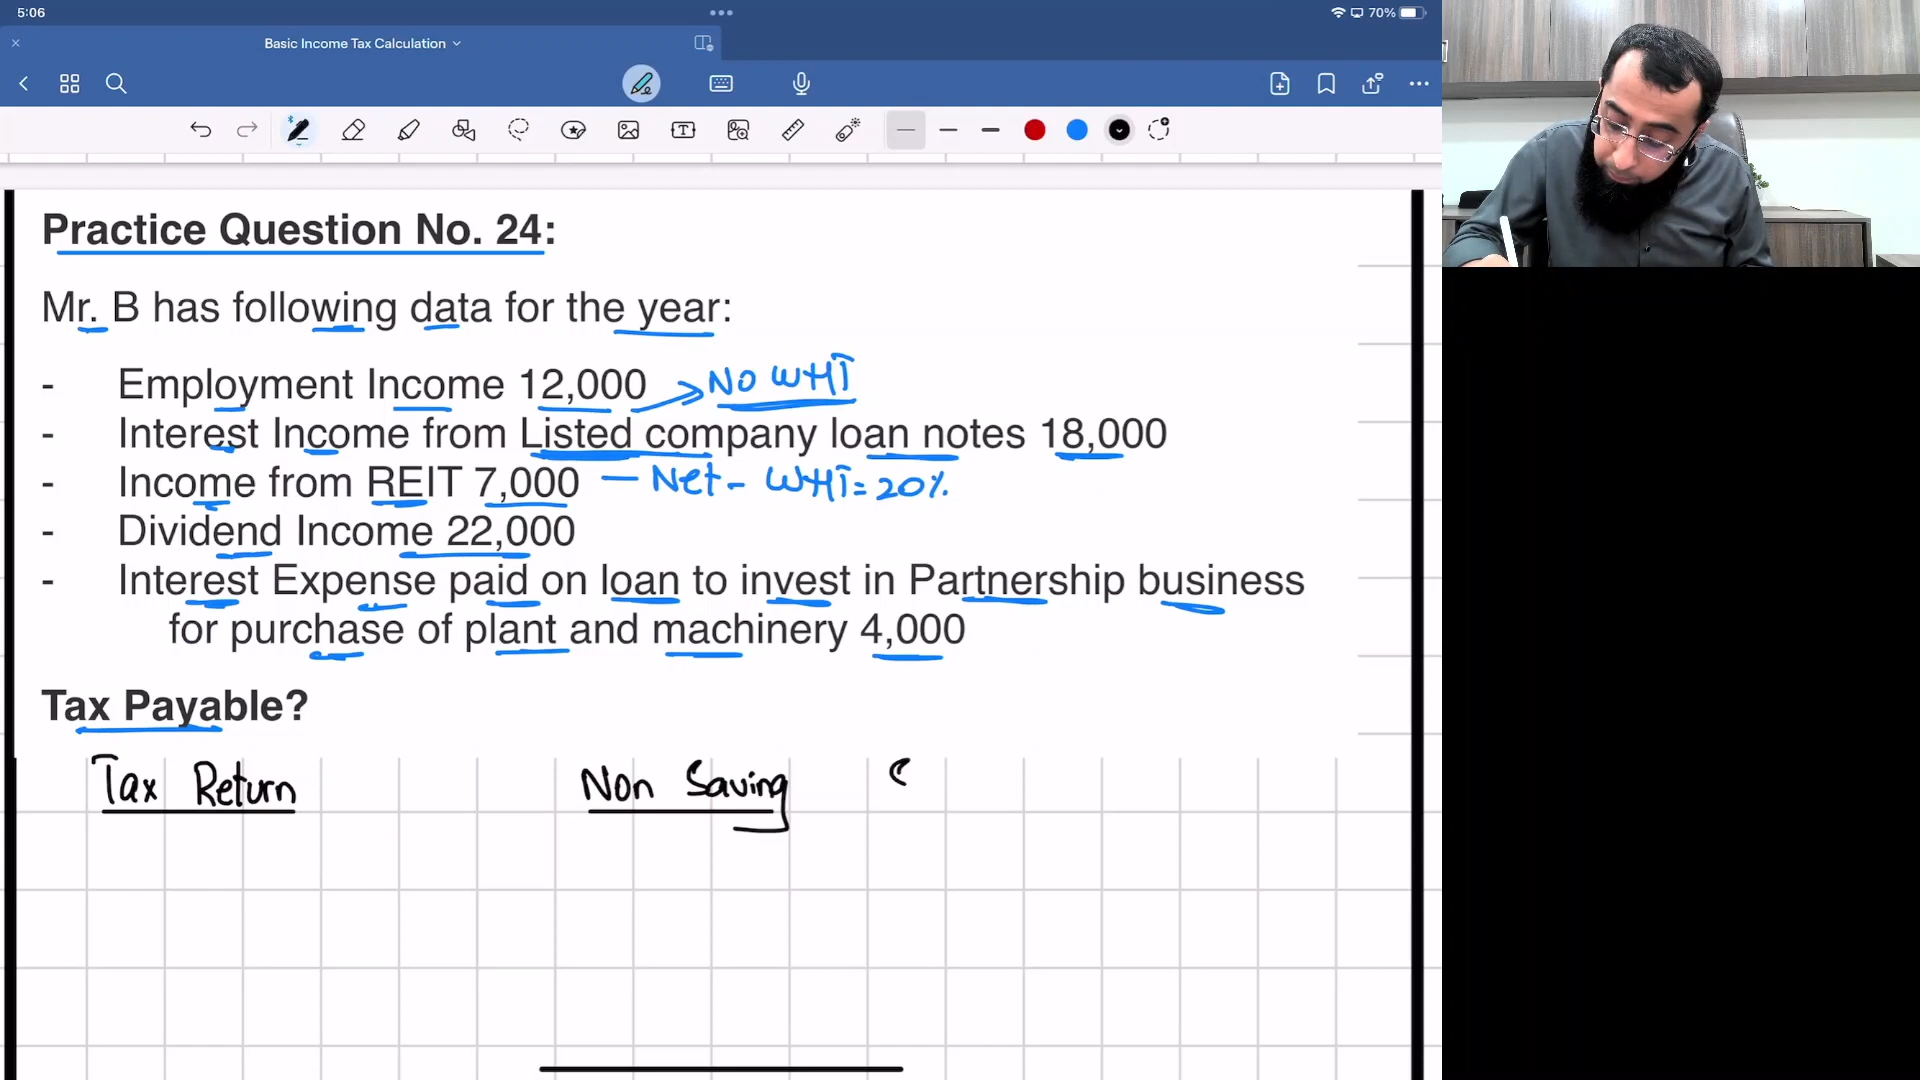 5:06
70%
Basic Income Tax Calculation
Practice Question No. 24:
Mr. B has following data for the year:
- Employment Income 12,000 → NO WHT
- Interest Income from Listed company loan notes 18,000
- Income from REIT 7,000 — Net - WHT = 20%
- Dividend Income 22,000
- Interest Expense paid on loan to invest in Partnership business
for purchase of plant and machinery 4,000
Tax Payable?
Tax Return Non Saving